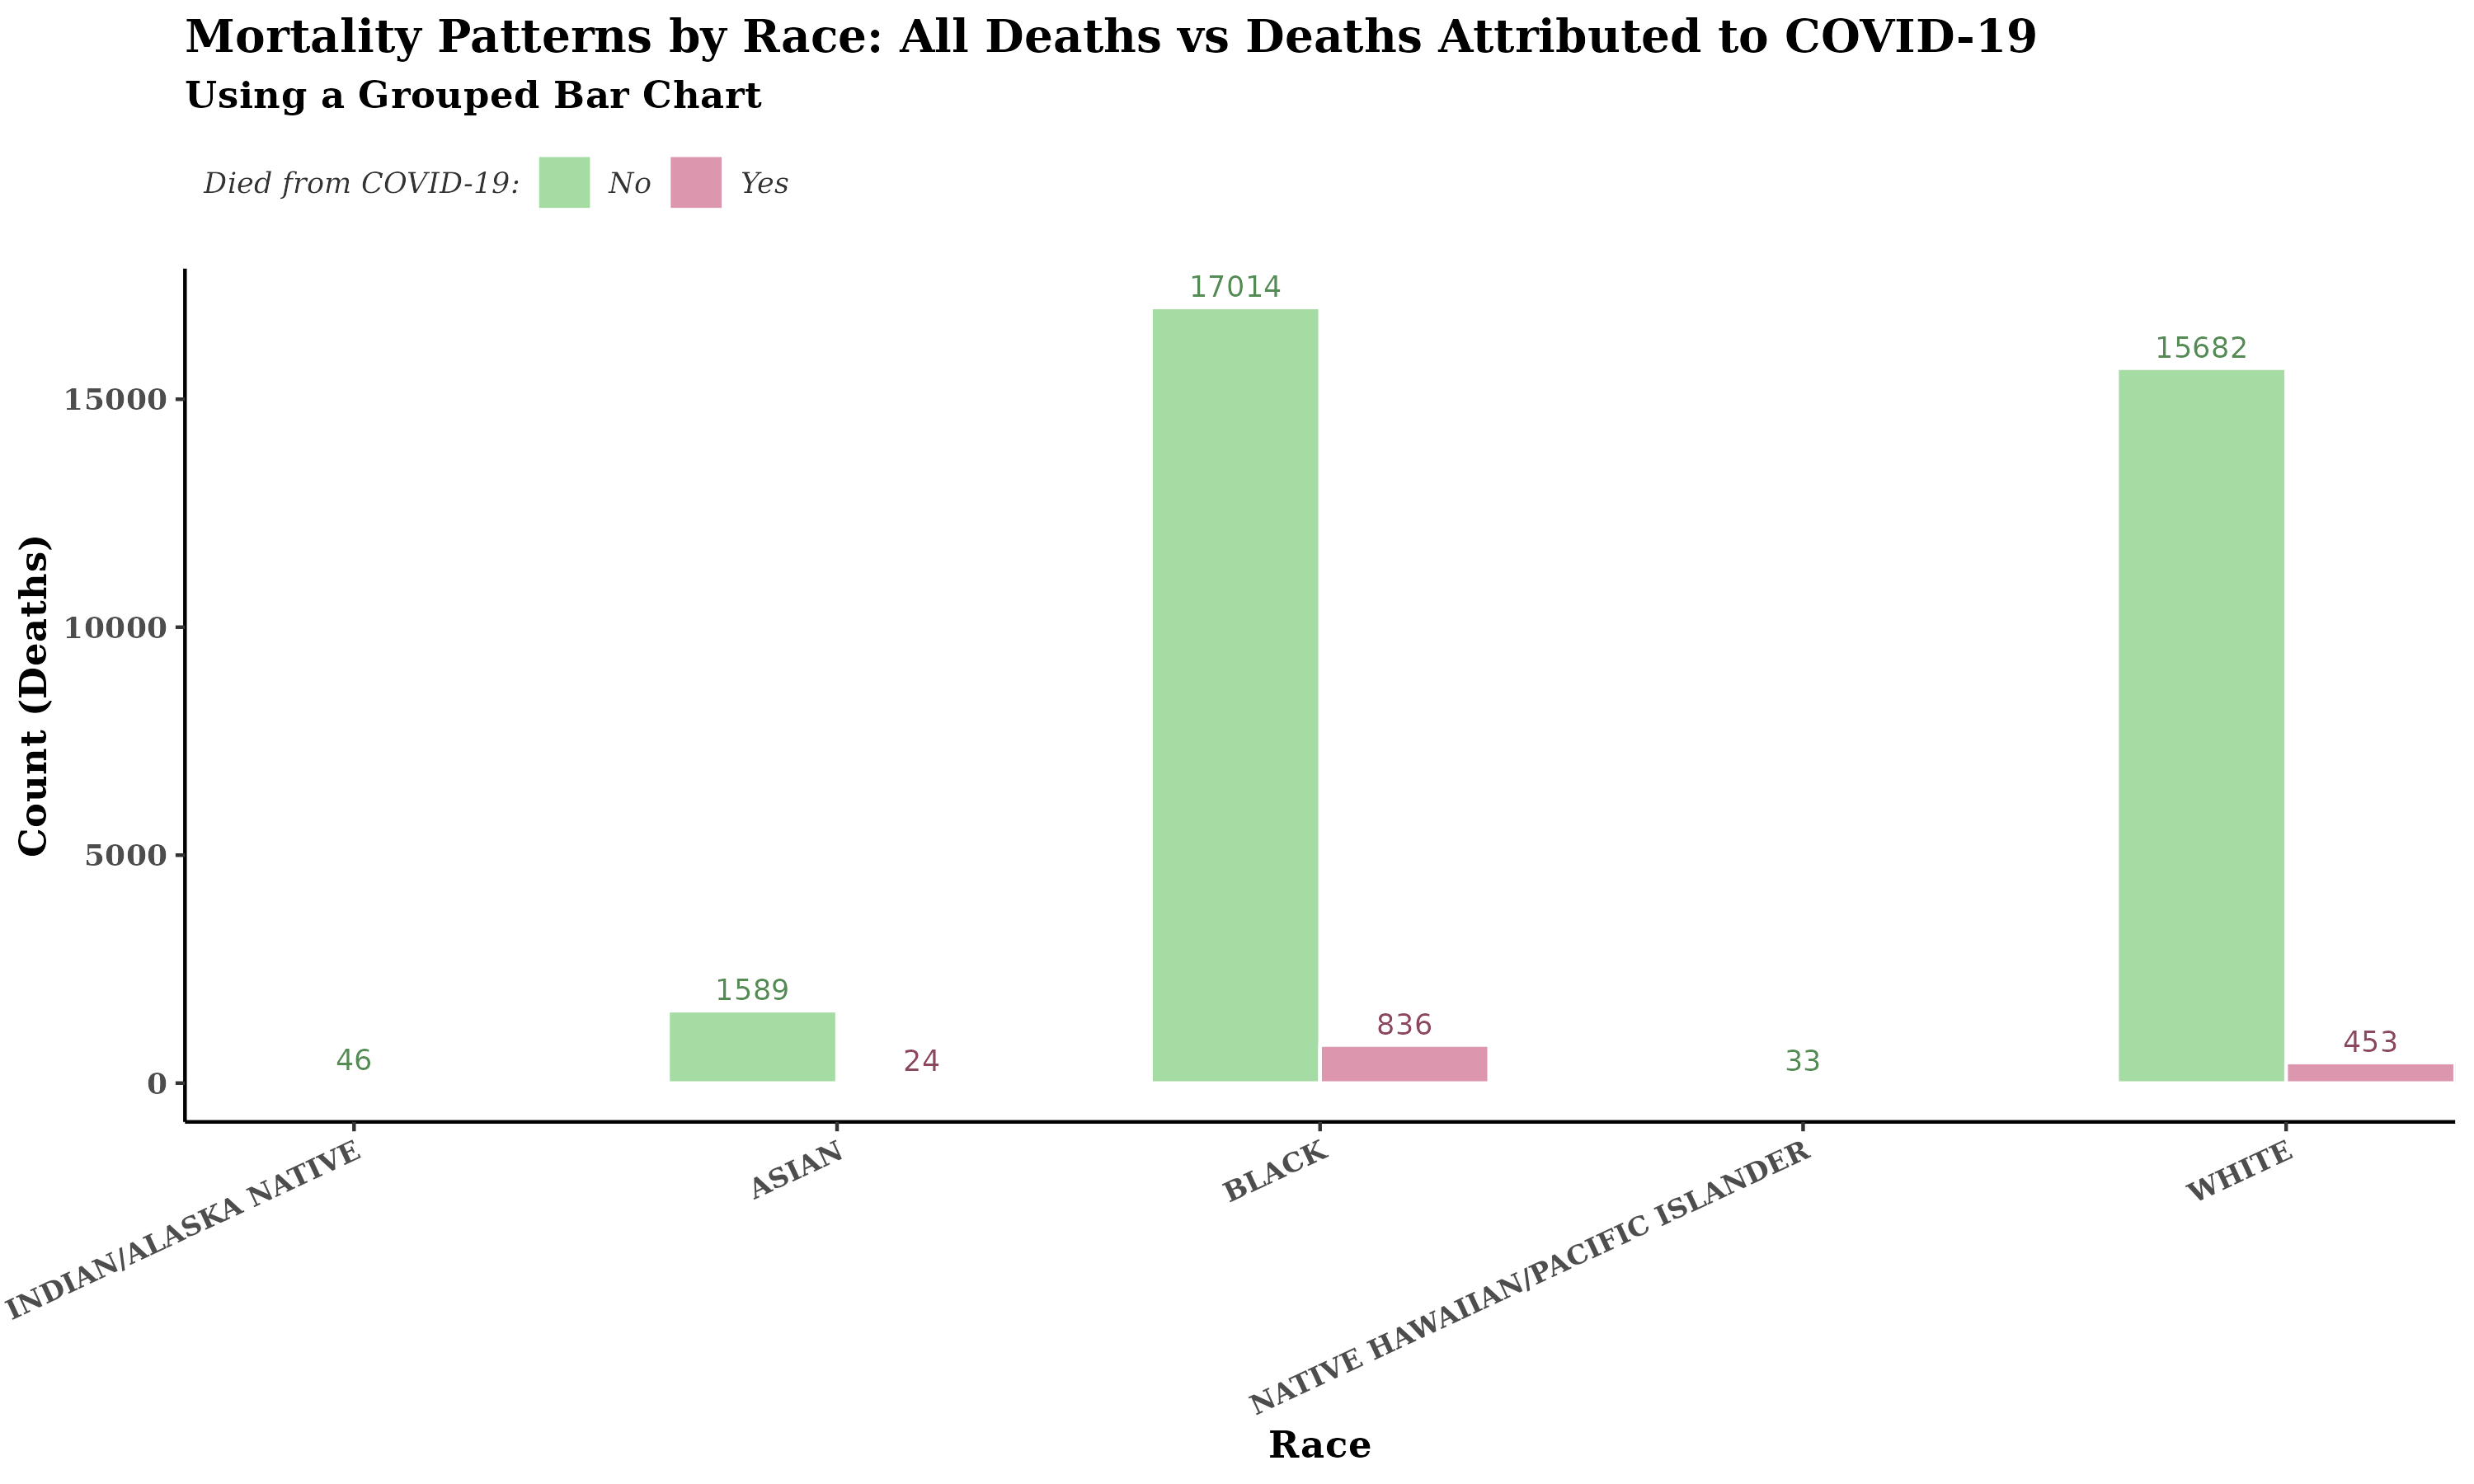 Mortality Patterns by Race: All Deaths vs Deaths Attributed to COVID-19
Using a Grouped Bar Chart
Died from COVID-19: No Yes
17014
15682
15000
10000
5000
1589
836
453
46
24
33
0
Count (Deaths)
INDIAN/ALASKA NATIVE
ASIAN
BLACK
NATIVE HAWAIIAN/PACIFIC ISLANDER
WHITE
Race